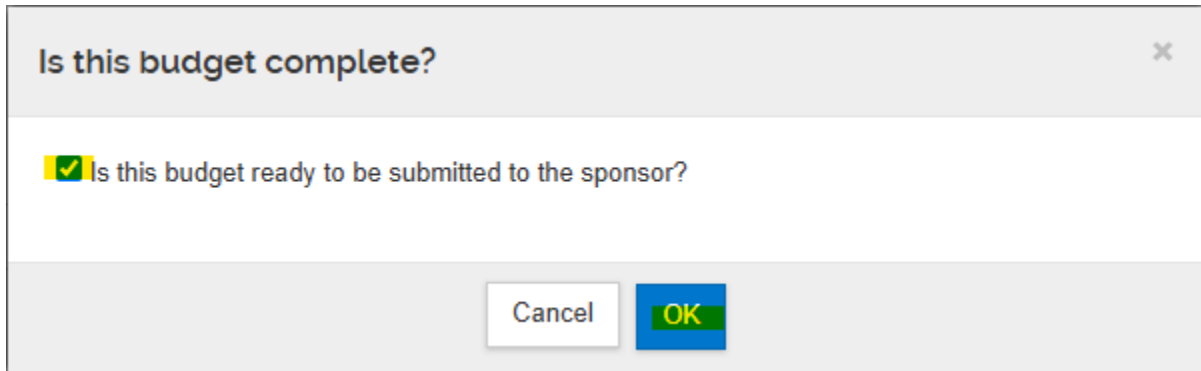 Is this budget complete?
×
Is this budget ready to be submitted to the sponsor?
Cancel
OK